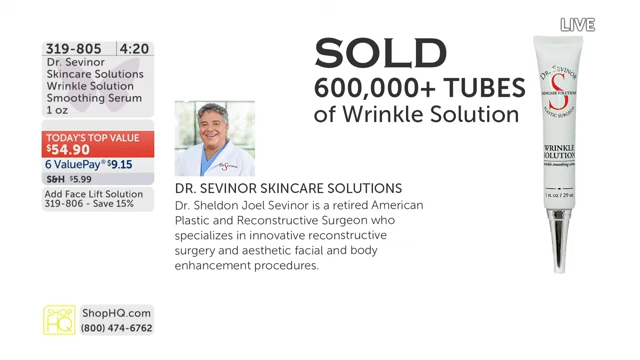 LIVE
319-805 4:20
Dr. Sevinor
Skincare Solutions
Wrinkle Solution
Smoothing Serum
1 oz
TODAY'S TOP VALUE
$54.90
6 ValuePay® $9.15
S&H $5.99
Add Face Lift Solution
319-806 - Save 15%
SOLD
600,000+ TUBES
of Wrinkle Solution
DR. SEVINOR SKINCARE SOLUTIONS
Dr. Sheldon Joel Sevinor is a retired American
Plastic and Reconstructive Surgeon who
specializes in innovative reconstructive
surgery and aesthetic facial and body
enhancement procedures.
DR. SEVINOR
S
SKINCARE SOLUTIONS
PLASTIC SURGEON
WRINKLE
SOLUTION
1 fl. oz / 29
SHOP
HQ
ShopHQ.com
(800) 474-6762